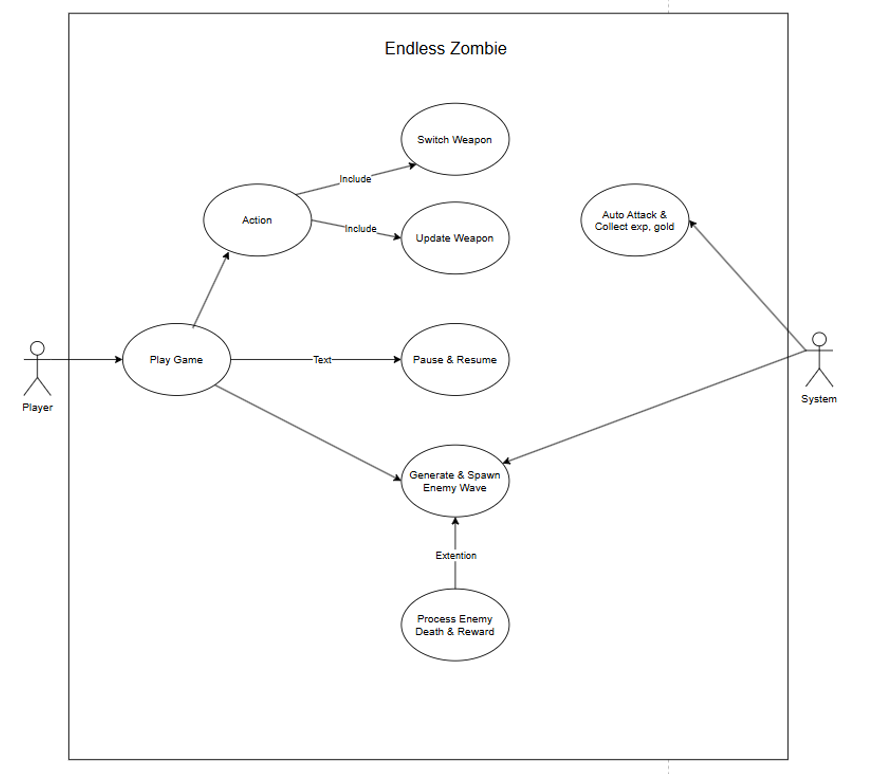 Endless Zombie
Switch Weapon
Include
Action
Include
Update Weapon
Auto Attack &
Collect exp, gold
Player
Play Game
Text
Pause & Resume
System
Generate & Spawn
Enemy Wave
Extention
Process Enemy
Death & Reward